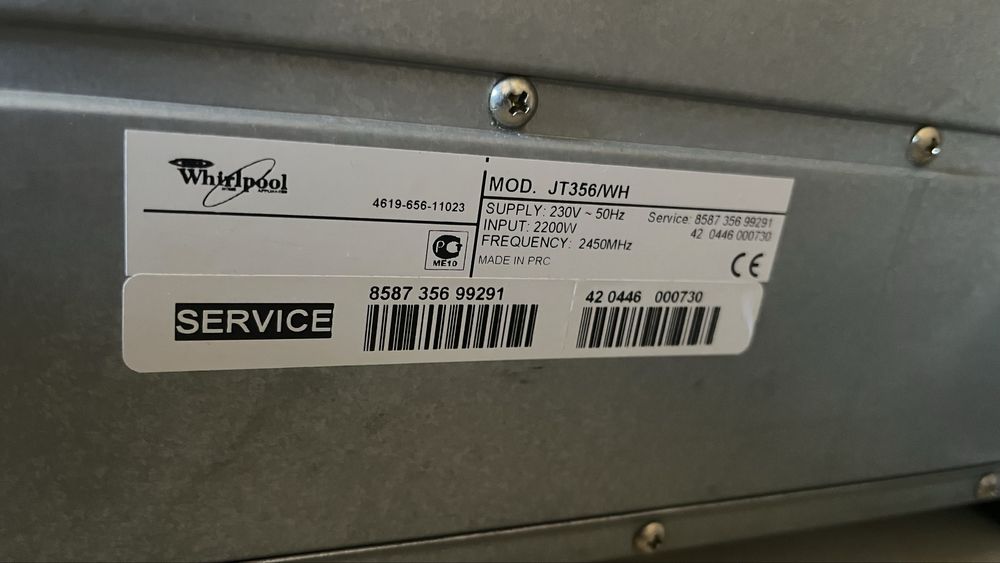 Whirlpool
4619-656-11023
ME10
MOD. JT356/WH
SUPPLY: 230V ~ 50Hz
INPUT: 2200W
FREQUENCY: 2450MHz
MADE IN PRC
Service: 8587 356 99291
42 0446 000730
CE
SERVICE
8587 356 99291
42 0446 000730